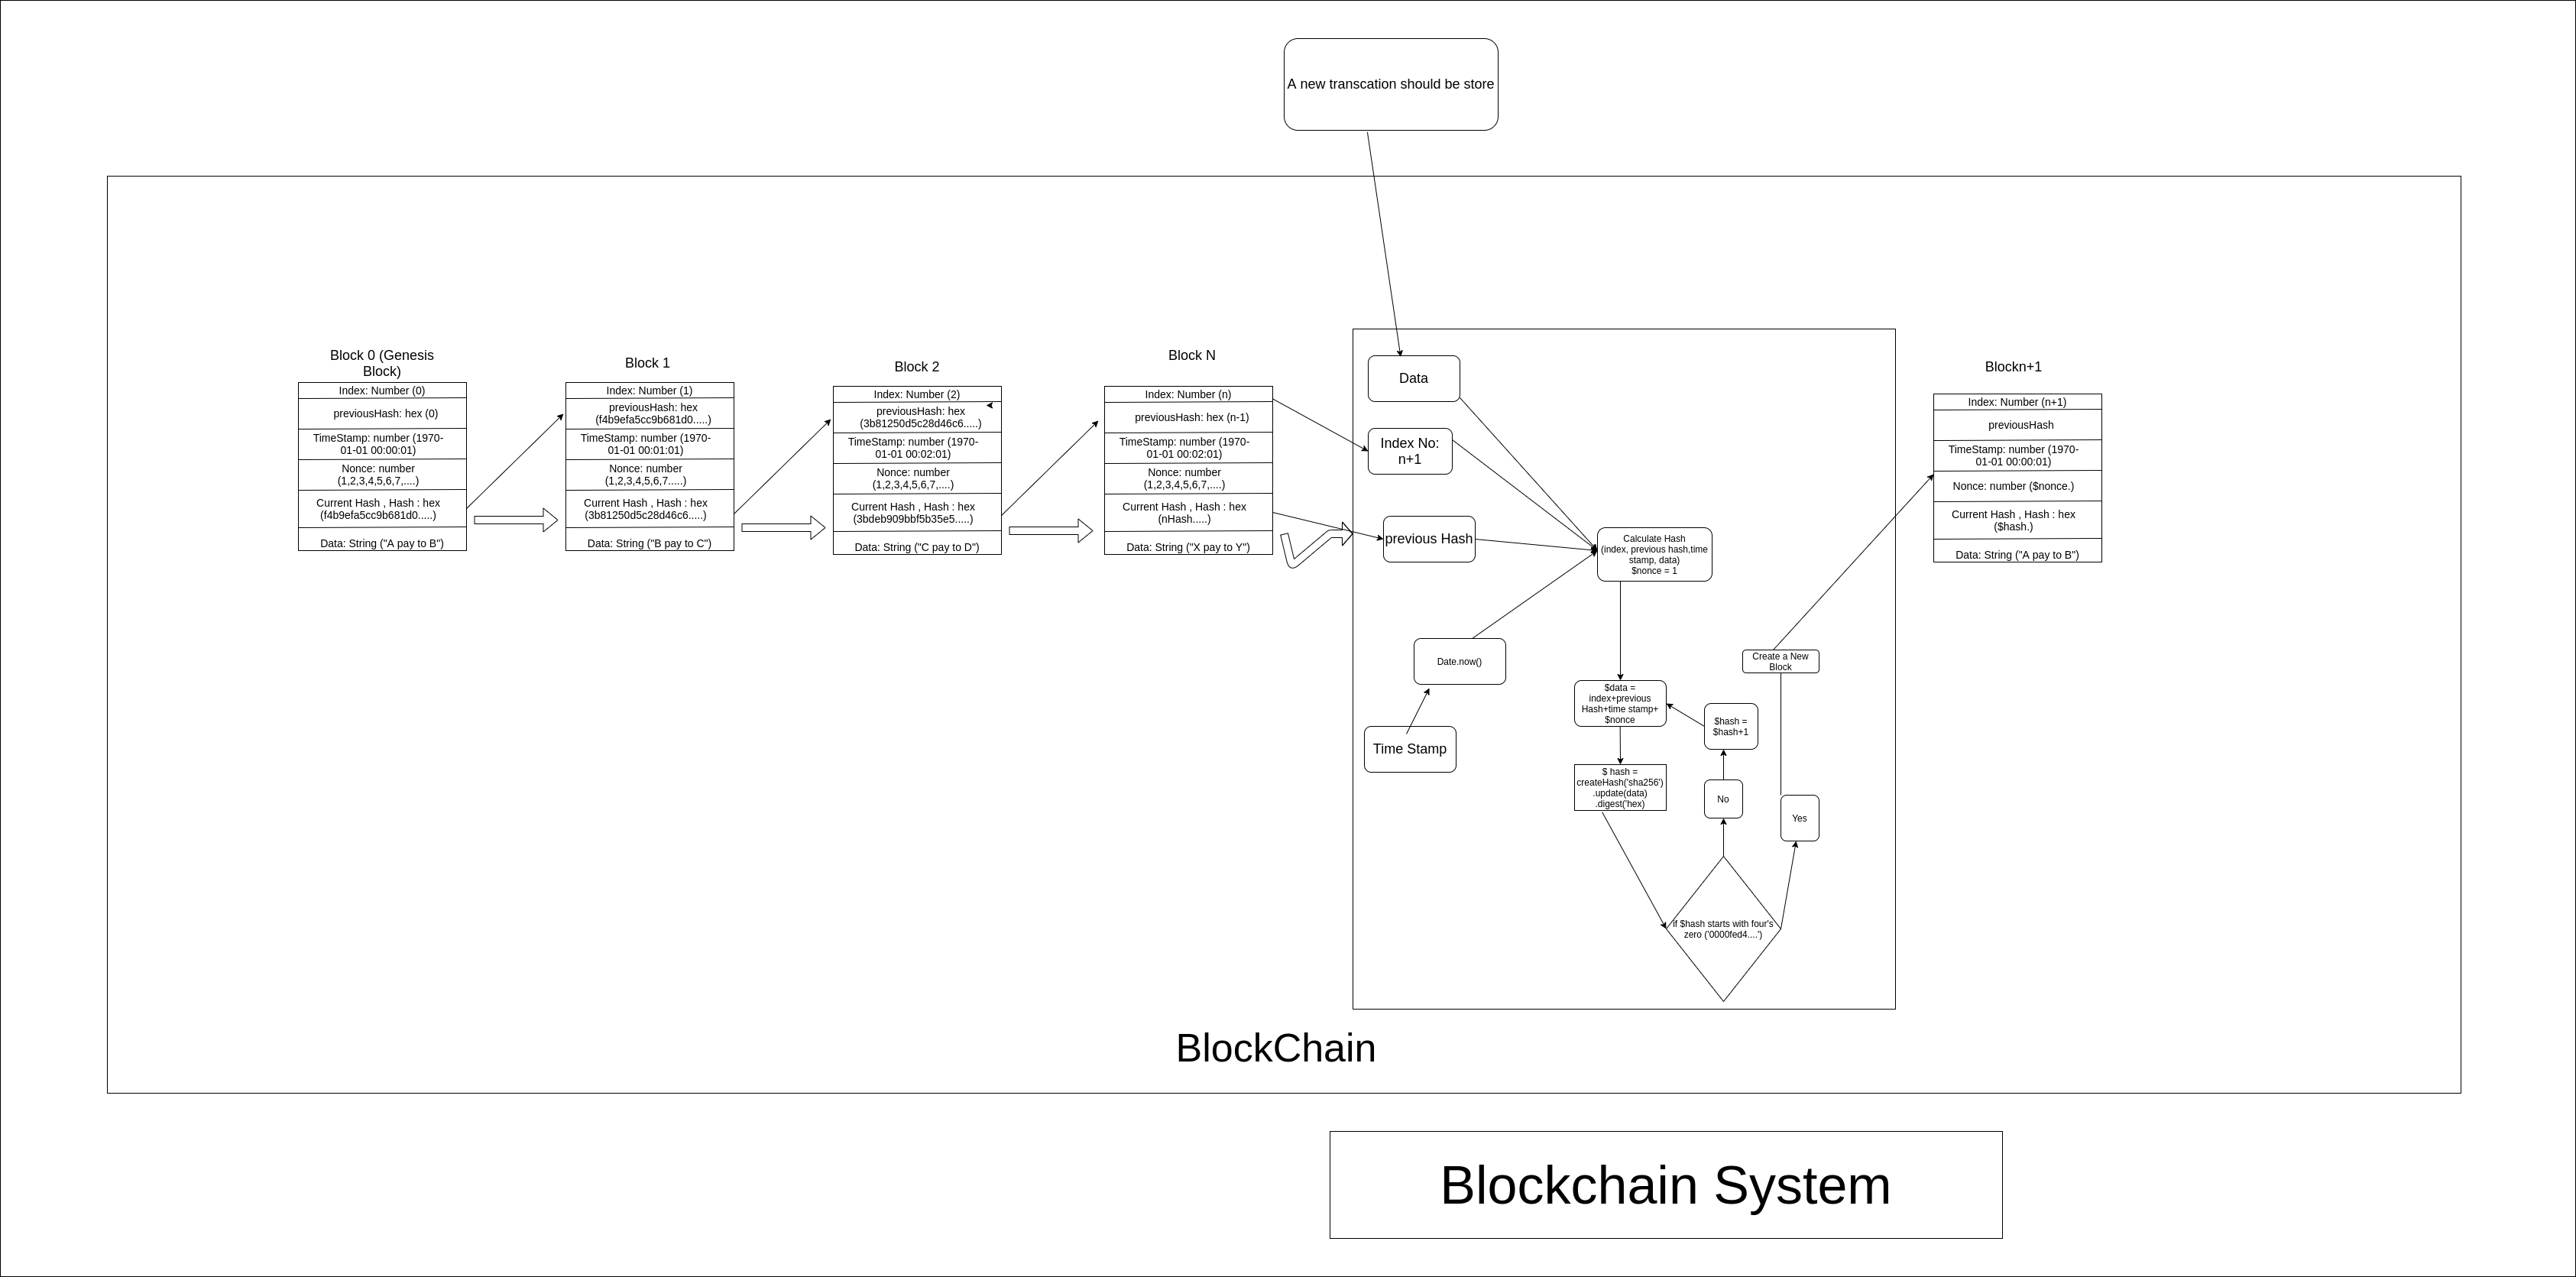 A new transcation should be store
Block 0 (Genesis
Block)
Index: Number (0)
previousHash: hex (0)
TimeStamp: number (1970-
01-01 00:00:01)
Nonce: number
(1,2,3,4,5,6,7,....)
Current Hash , Hash : hex
(f4b9efa5cc9b681d0.....)
Data: String ("A pay to B")
Block 1
Index: Number (1)
previousHash: hex
(f4b9efa5cc9b681d0.....)
TimeStamp: number (1970-
01-01 00:01:01)
Nonce: number
(1,2,3,4,5,6,7.....)
Current Hash , Hash : hex
(3b81250d5c28d46c6.....)
Data: String ("B pay to C")
Block 2
Index: Number (2)
previousHash: hex
(3b81250d5c28d46c6.....)
TimeStamp: number (1970-
01-01 00:02:01)
Nonce: number
(1,2,3,4,5,6,7,....)
Current Hash , Hash : hex
(3bdeb909bbf5b35e5.....)
Data: String ("C pay to D")
Block N
Index: Number (n)
previousHash: hex (n-1)
TimeStamp: number (1970-
01-01 00:02:01)
Nonce: number
(1,2,3,4,5,6,7,....)
Current Hash , Hash : hex
(nHash.....)
Data: String ("X pay to Y")
Data
Index No:
n+1
previous Hash
Date.now()
Time Stamp
Calculate Hash
(index, previous hash,time
stamp, data)
$nonce = 1
$data =
index+previous
Hash+time stamp+
$nonce
$ hash =
createHash('sha256')
.update(data)
.digest('hex)
if $hash starts with four's
zero ('0000fed4....')
No
$hash =
$hash+1
Yes
Create a New
Block
Blockn+1
Index: Number (n+1)
previousHash
TimeStamp: number (1970-
01-01 00:00:01)
Nonce: number ($nonce.)
Current Hash , Hash : hex
($hash.)
Data: String ("A pay to B")
BlockChain
Blockchain System